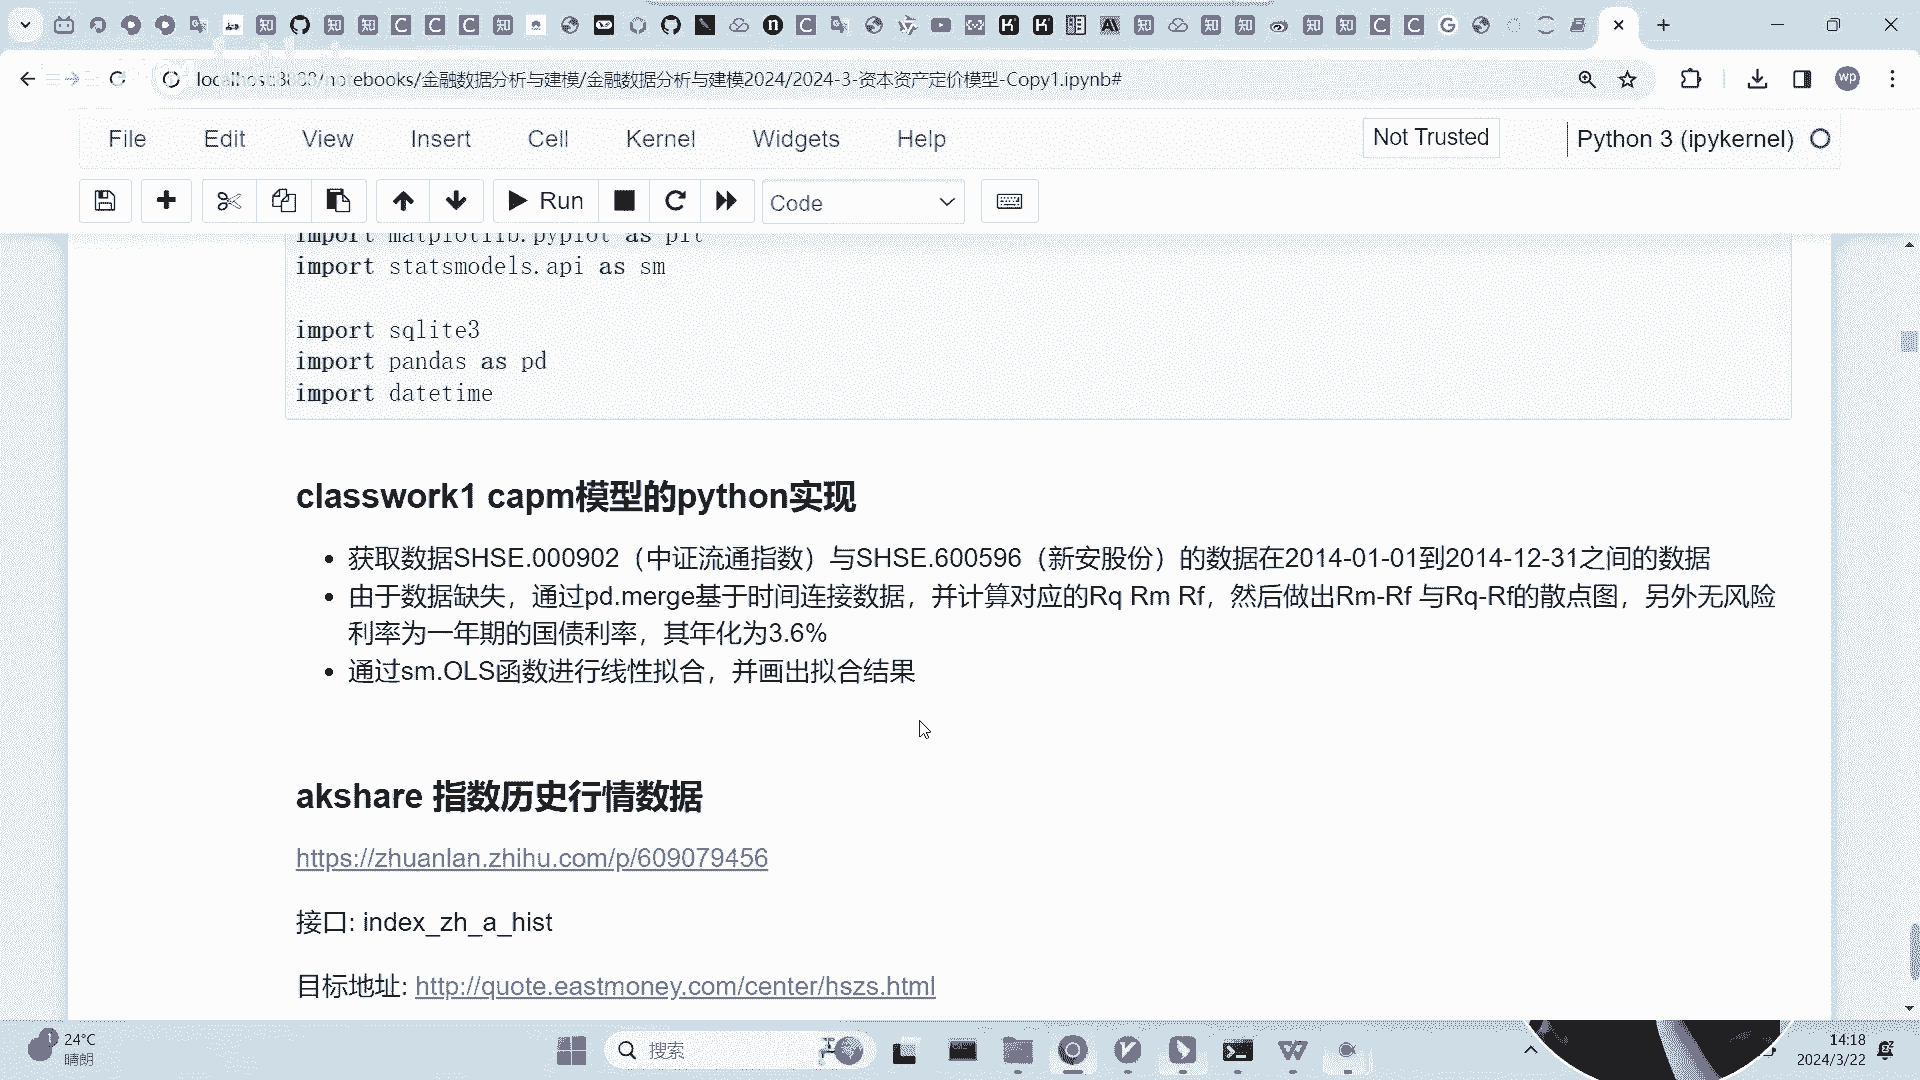 localhost:8888/notebooks/金融数据分析与建模/金融数据分析与建模2024/2024-3-资本资产定价模型-Copy1.ipynb#
wp
File Edit View Insert Cell Kernel Widgets Help
Not Trusted
Python 3 (ipykernel)
Run
Code
import matplotlib.pyplot as plt
import statsmodels.api as sm
import sqlite3
import pandas as pd
import datetime
classwork1 capm模型的python实现
获取数据SHSE.000902（中证流通指数）与SHSE.600596（新安股份）的数据在2014-01-01到2014-12-31之间的数据
由于数据缺失，通过pd.merge基于时间连接数据，并计算对应的Rq Rm Rf，然后做出Rm-Rf 与Rq-Rf的散点图，另外无风险
利率为一年期的国债利率，其年化为3.6%
通过sm.OLS函数进行线性拟合，并画出拟合结果
akshare 指数历史行情数据
https://zhuanlan.zhihu.com/p/609079456
接口: index_zh_a_hist
目标地址: http://quote.eastmoney.com/center/hszs.html
24°C
晴朗
搜索
14:18
2024/3/22